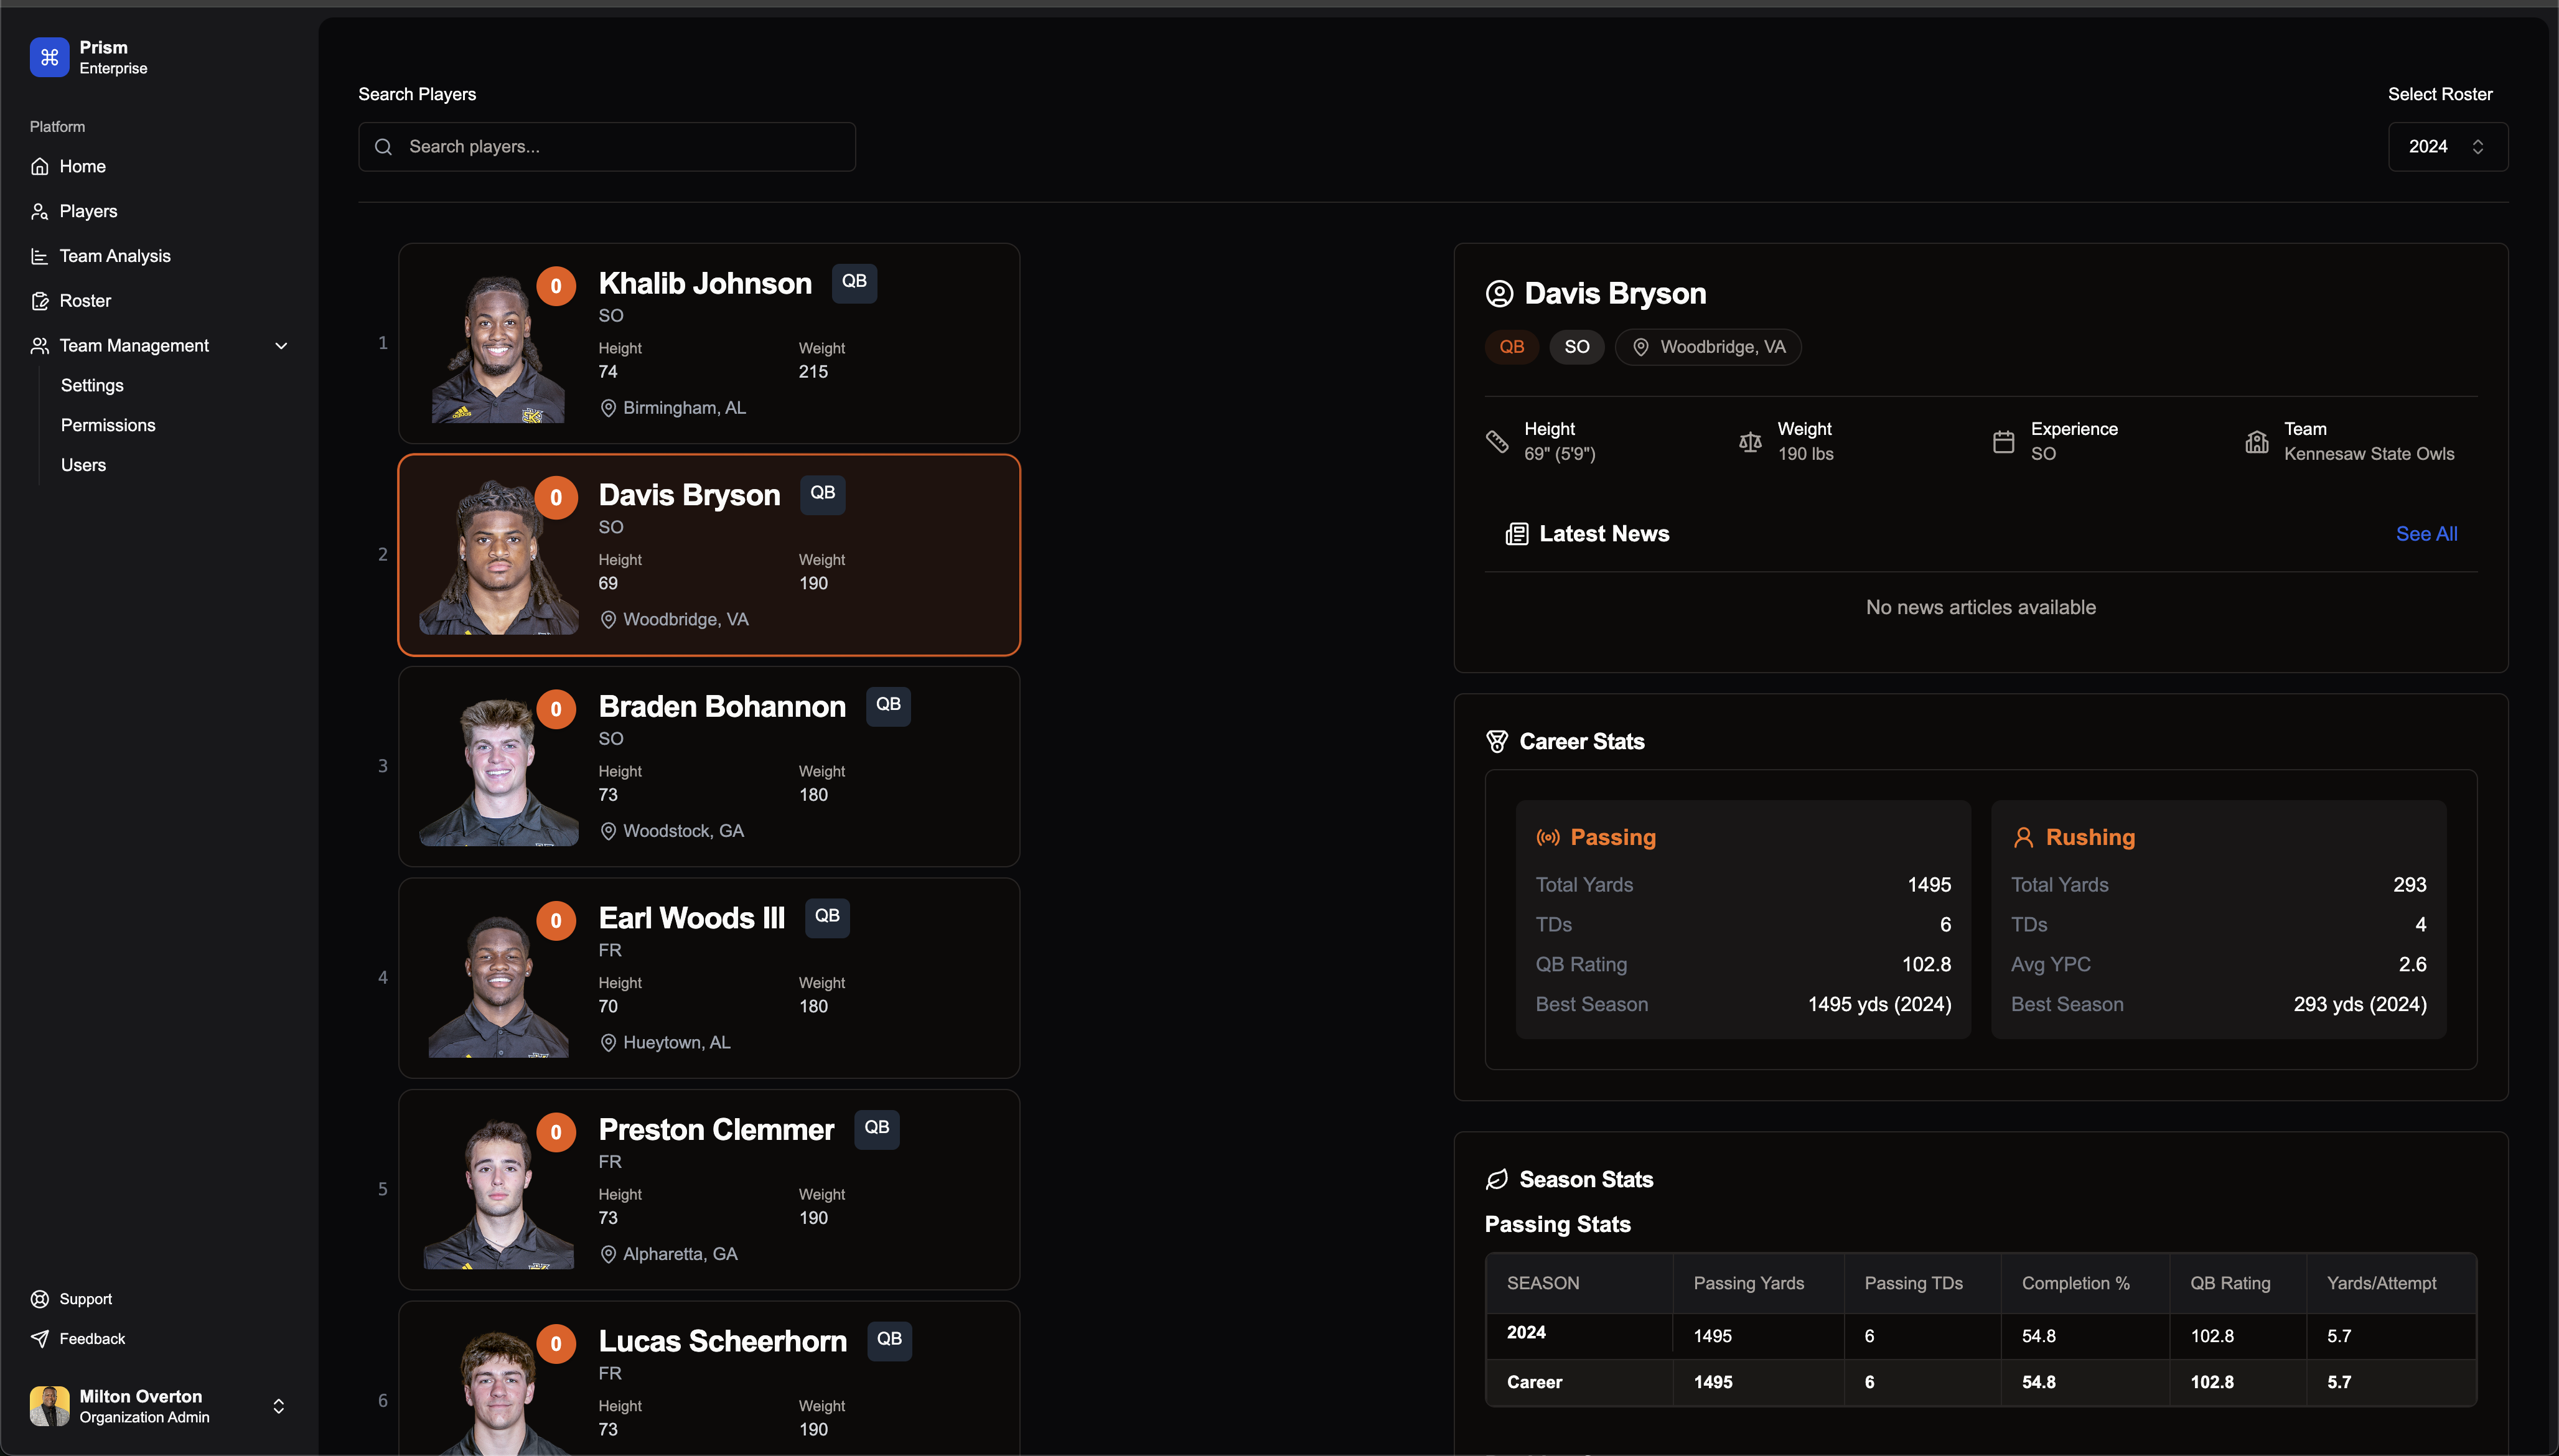 Prism
Enterprise
Platform
Home
Players
Team Analysis
Roster
Team Management
Settings
Permissions
Users
Support
Feedback
Milton Overton
Organization Admin
Search Players
Search players...
Select Roster
2024
1
0
Khalib Johnson QB
SO
Height Weight
74 215
Birmingham, AL
adidas
2
0
Davis Bryson QB
SO
Height Weight
69 190
Woodbridge, VA
3
0
Braden Bohannon QB
SO
Height Weight
73 180
Woodstock, GA
4
0
Earl Woods III QB
FR
Height Weight
70 180
Hueytown, AL
5
0
Preston Clemmer QB
FR
Height Weight
73 190
Alpharetta, GA
6
0
Lucas Scheerhorn QB
FR
Height Weight
73 190
Davis Bryson
QB SO Woodbridge, VA
Height Weight Experience Team
69" (5'9") 190 lbs SO Kennesaw State Owls
Latest News See All
No news articles available
Career Stats
Passing
Total Yards 1495
TDs 6
QB Rating 102.8
Best Season 1495 yds (2024)
Rushing
Total Yards 293
TDs 4
Avg YPC 2.6
Best Season 293 yds (2024)
Season Stats
Passing Stats
SEASON Passing Yards Passing TDs Completion % QB Rating Yards/Attempt
2024 1495 6 54.8 102.8 5.7
Career 1495 6 54.8 102.8 5.7